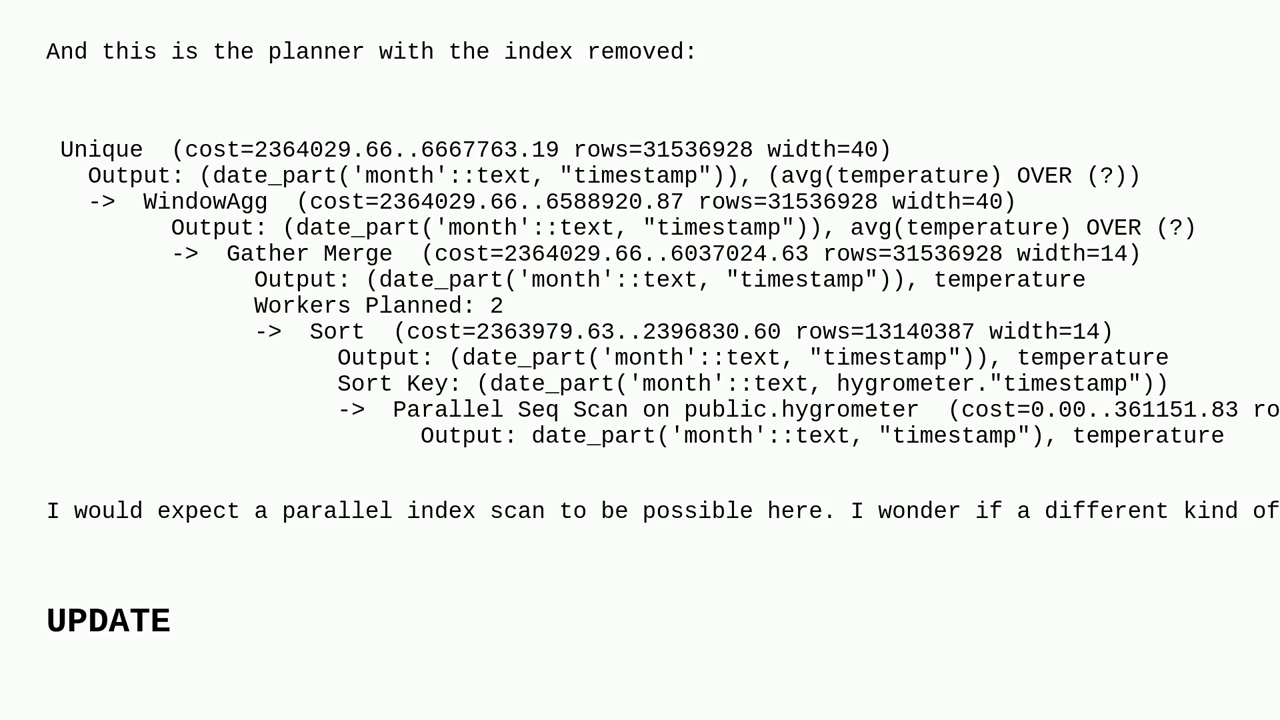 And this is the planner with the index removed:
Unique  (cost=2364029.66..6667763.19 rows=31536928 width=40)
Output: (date_part('month'::text, "timestamp")), (avg(temperature) OVER (?))
->  WindowAgg  (cost=2364029.66..6588920.87 rows=31536928 width=40)
Output: (date_part('month'::text, "timestamp")), avg(temperature) OVER (?)
->  Gather Merge  (cost=2364029.66..6037024.63 rows=31536928 width=14)
Output: (date_part('month'::text, "timestamp")), temperature
Workers Planned: 2
->  Sort  (cost=2363979.63..2396830.60 rows=13140387 width=14)
Output: (date_part('month'::text, "timestamp")), temperature
Sort Key: (date_part('month'::text, hygrometer."timestamp"))
->  Parallel Seq Scan on public.hygrometer  (cost=0.00..361151.83 ro
Output: date_part('month'::text, "timestamp"), temperature
I would expect a parallel index scan to be possible here. I wonder if a different kind of
UPDATE